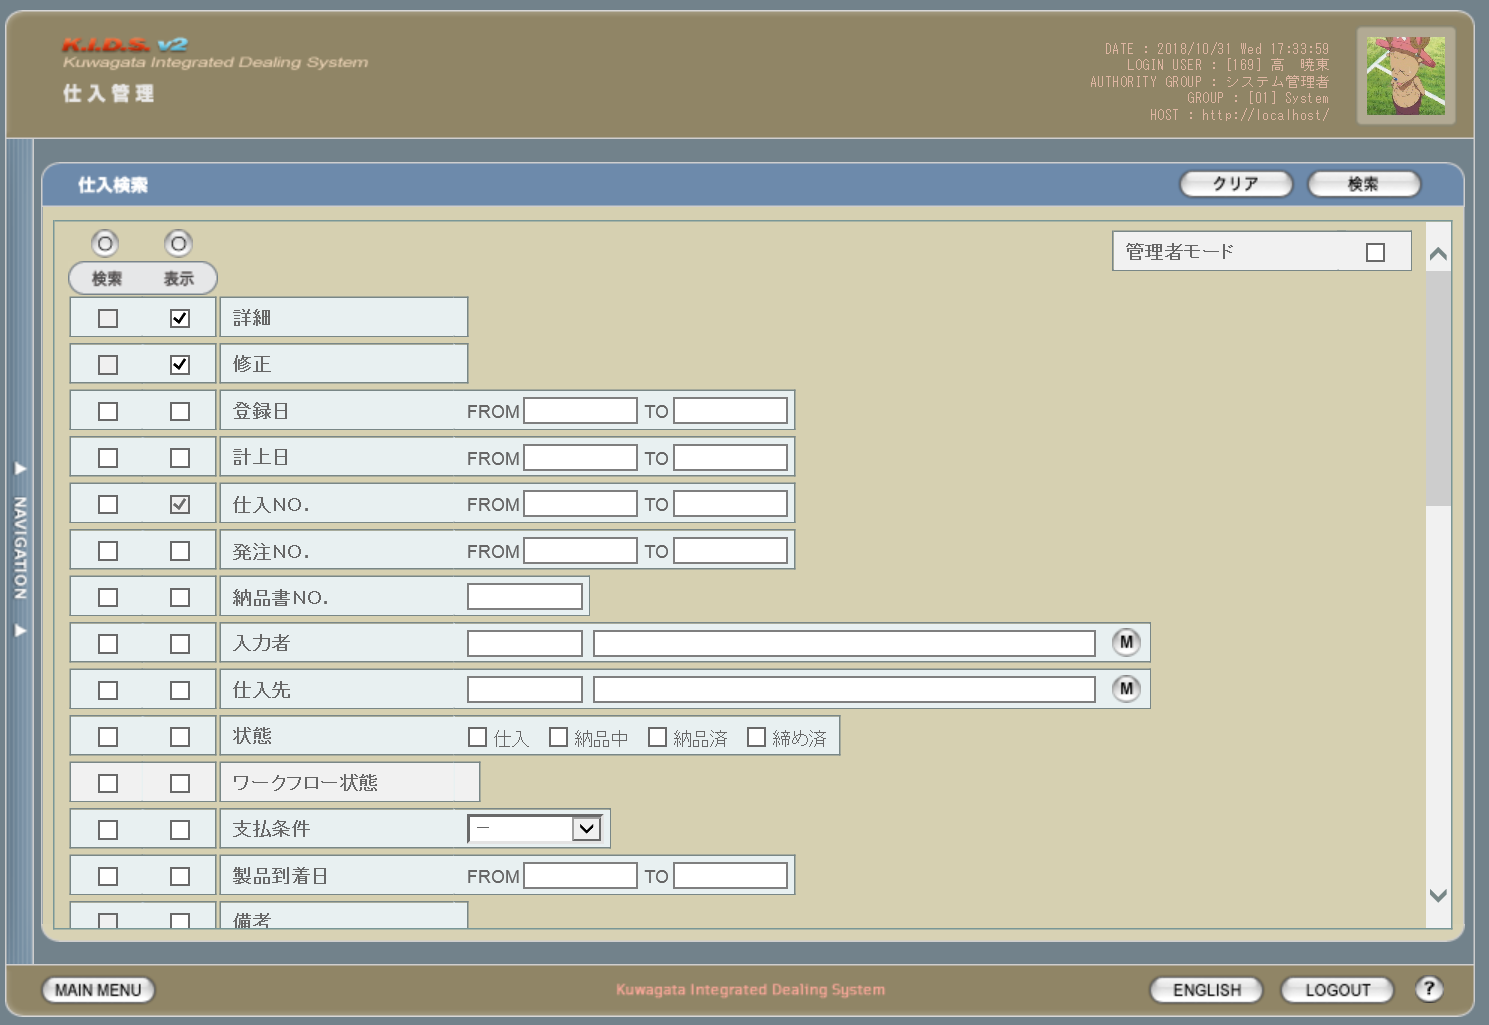 K.I.D.S. v2
Kuwagata Integrated Dealing System
仕入管理
DATE : 2018/10/31 Wed 17:33:59
LOGIN USER : [169] 高　暁東
AUTHORITY GROUP : システム管理者
GROUP : [01] System
HOST : http://localhost/
仕入検索
クリア
検索
管理者モード
検索 表示
詳細
修正
登録日 FROM TO
計上日 FROM TO
仕入NO. FROM TO
発注NO. FROM TO
納品書NO.
入力者 M
仕入先 M
状態 仕入 納品中 納品済 締め済
ワークフロー状態
支払条件 －
製品到着日 FROM TO
備考
NAVIGATION
MAIN MENU
Kuwagata Integrated Dealing System
ENGLISH
LOGOUT
?